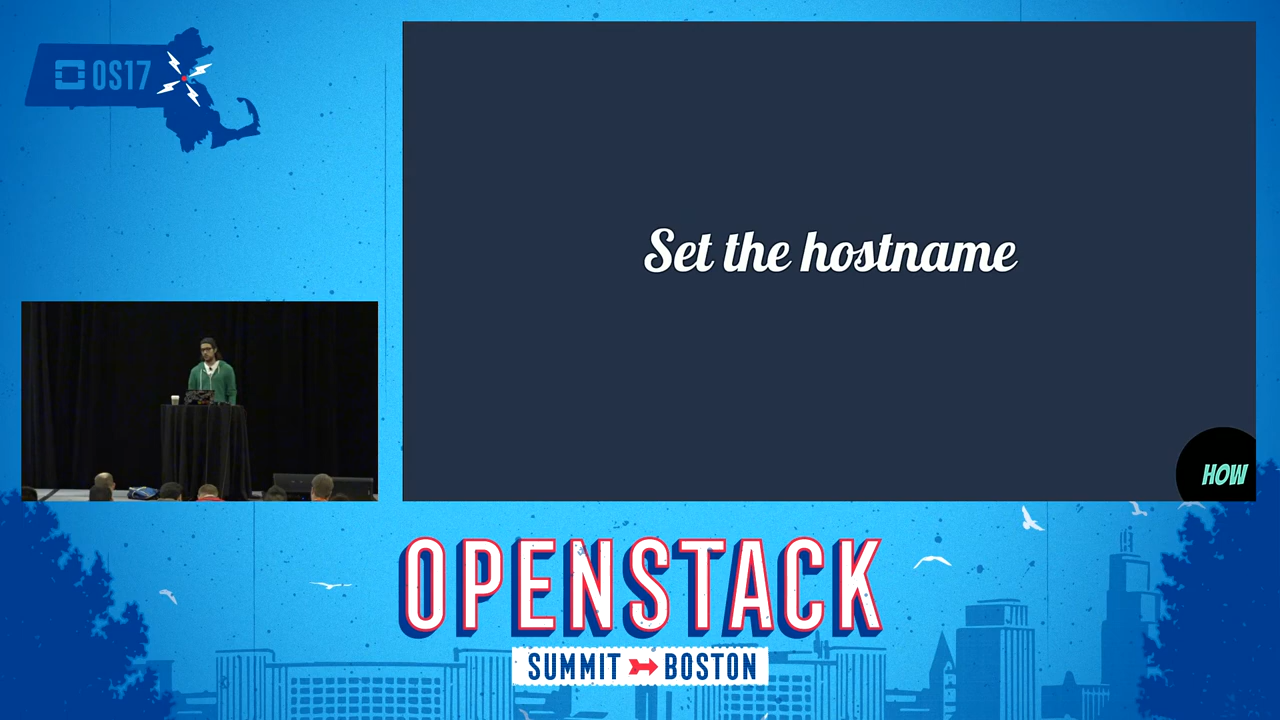 OS17
Set the hostname
HOW
OPENSTACK
SUMMIT BOSTON